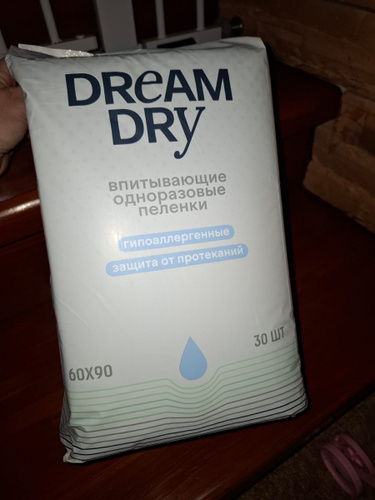 DREAM
DRY
впитывающие
одноразовые
пеленки
гипоаллергенные
защита от протеканий
60X90
30 ШТ